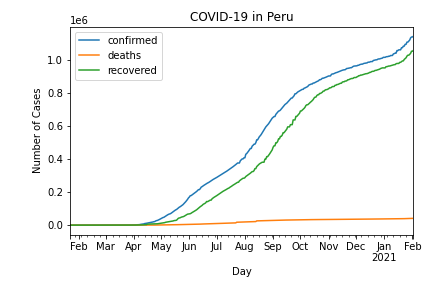 COVID-19 in Peru
1e6
confirmed
deaths
recovered
1.0
0.8
0.6
0.4
0.2
0.0
Number of Cases
Feb Mar Apr May Jun Jul Aug Sep Oct Nov Dec Jan Feb
2021
Day